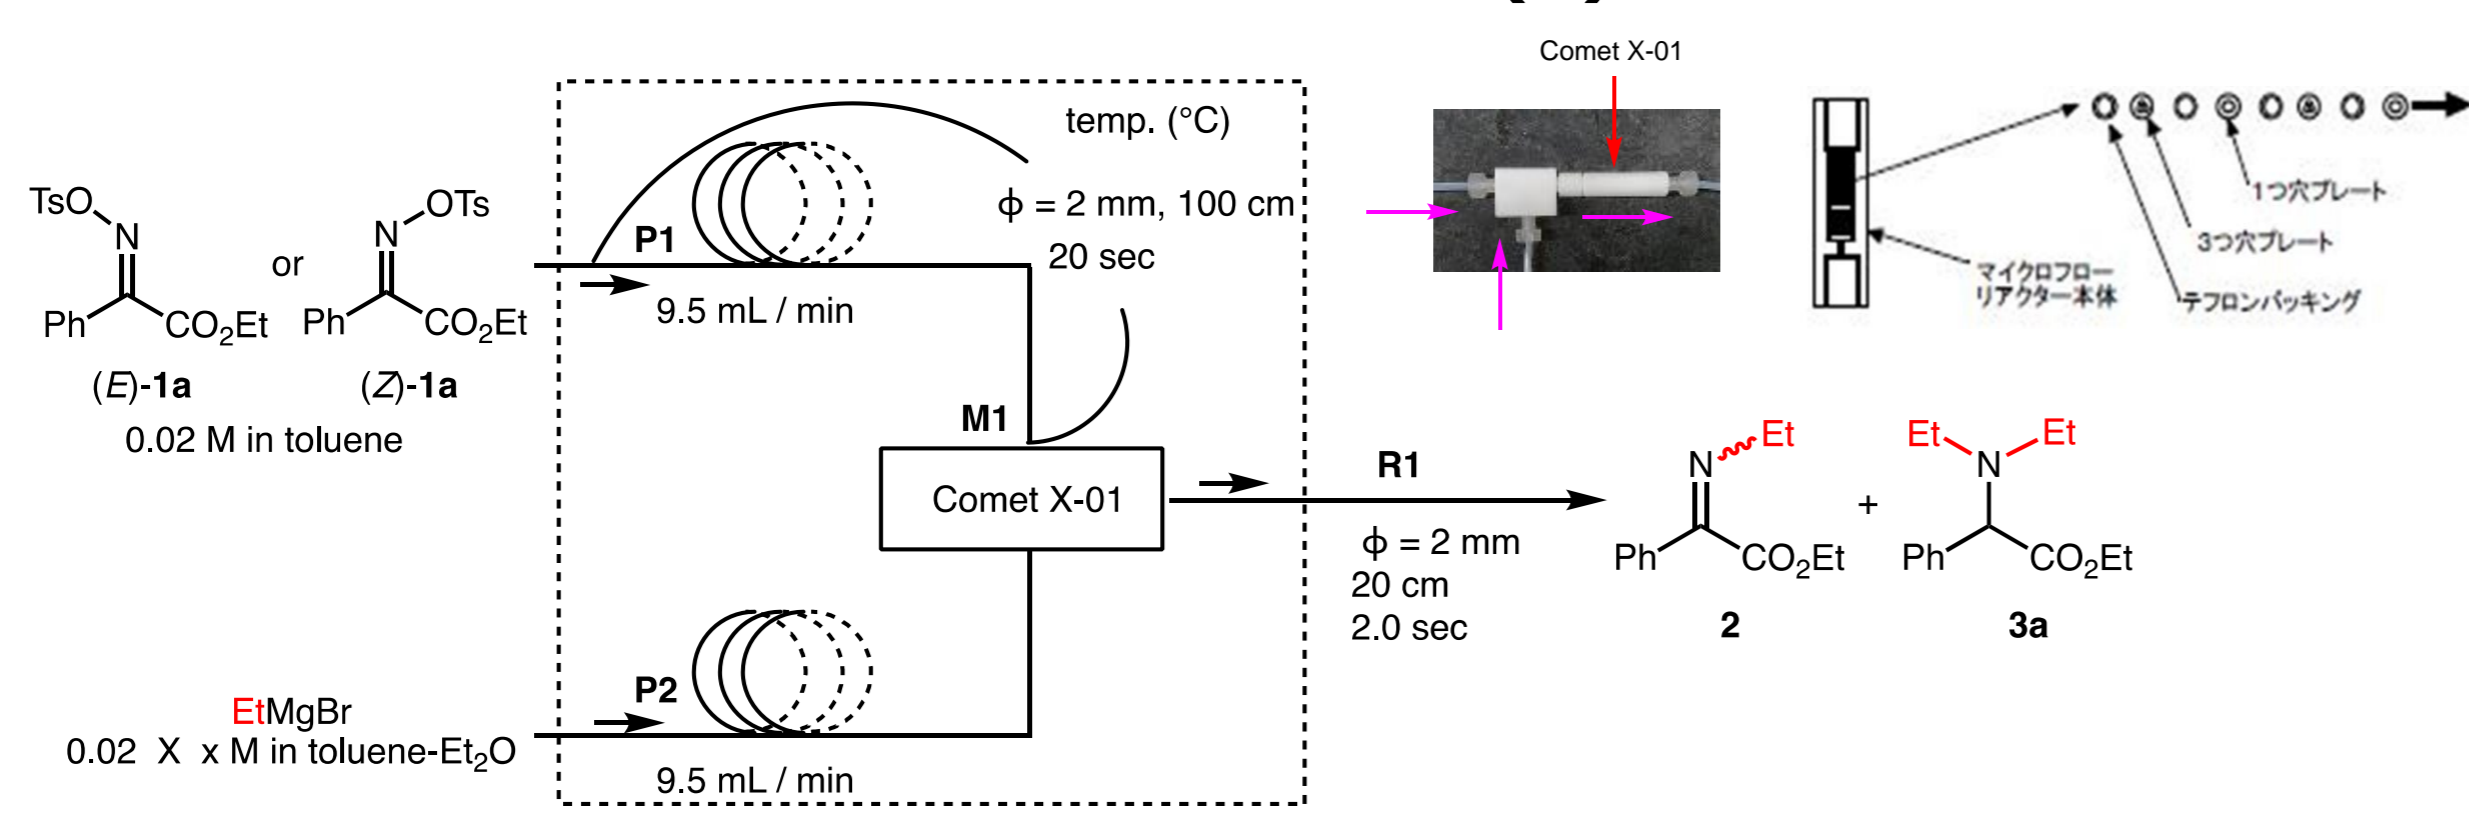 Comet X-01
temp. (°C)
ϕ = 2 mm, 100 cm
20 sec
TsO
N
Ph
CO₂Et
(E)-1a
or
OTs
N
Ph
CO₂Et
(Z)-1a
0.02 M in toluene
P1
9.5 mL / min
M1
Comet X-01
EtMgBr
0.02 X x M in toluene-Et₂O
P2
9.5 mL / min
R1
ϕ = 2 mm
20 cm
2.0 sec
Et
N
Ph
CO₂Et
2
+
Et
Et
N
Ph
CO₂Et
3a
1つ穴プレート
3つ穴プレート
テフロンパッキング
マイクロフロー
リアクター本体